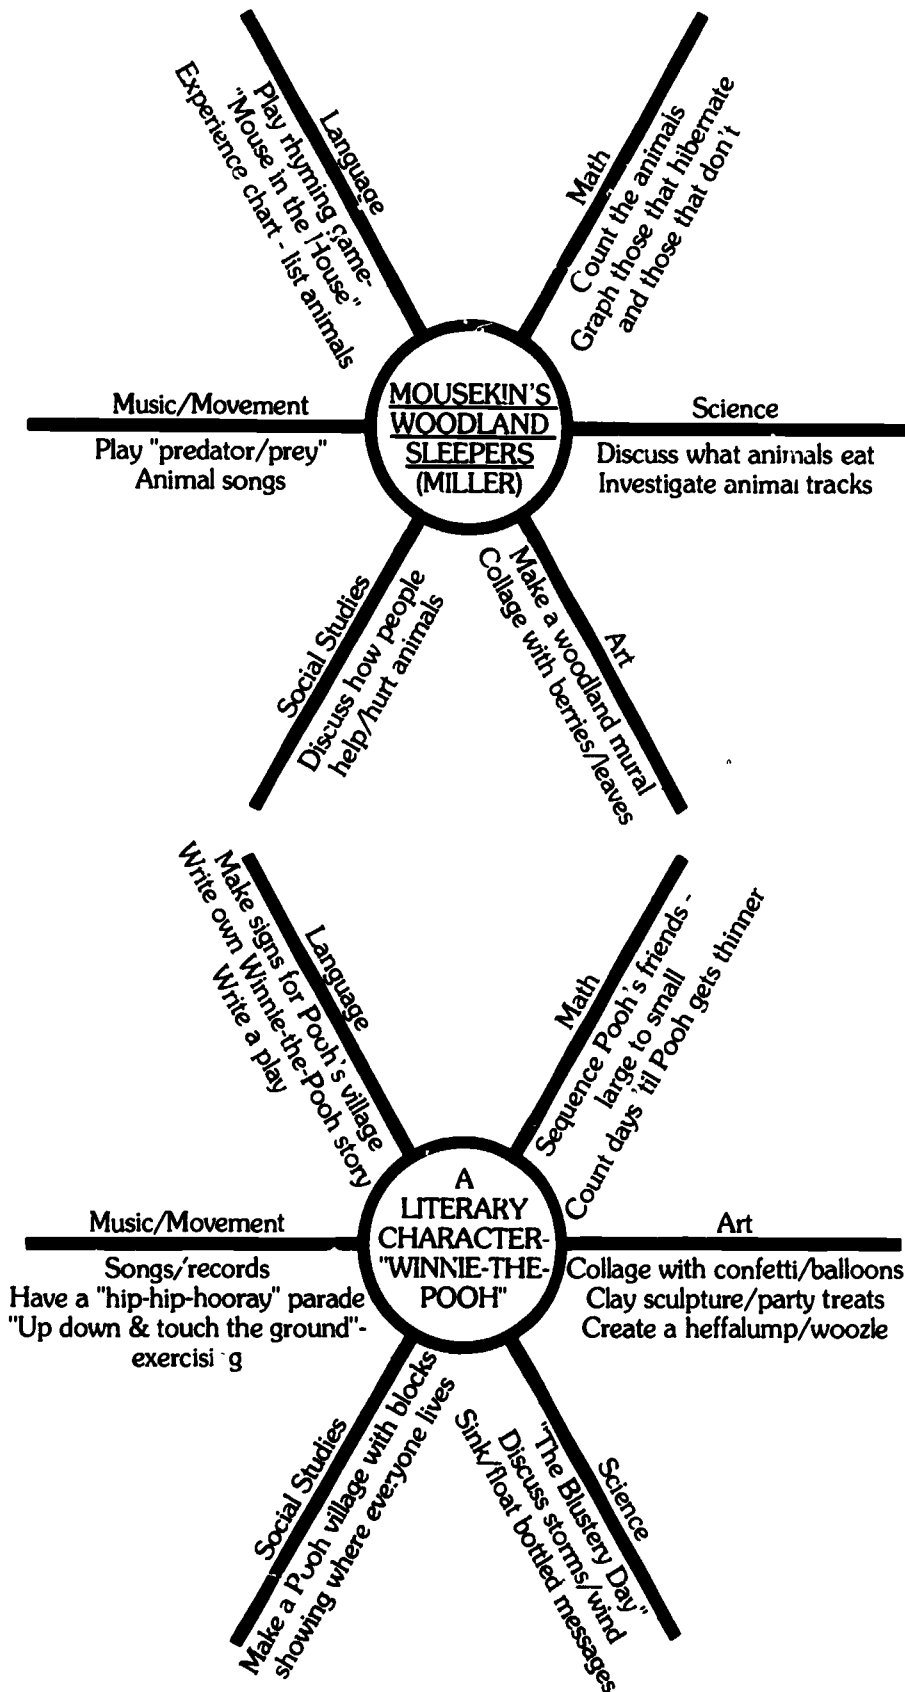 Language
Play rhyming game-
"Mouse in the House"
Experience chart - list animals
Math
Count the animals
Graph those that hibernate
and those that don't
Music/Movement
Play "predator/prey"
Animal songs
MOUSEKIN'S
WOODLAND
SLEEPERS
(MILLER)
Science
Discuss what animals eat
Investigate animal tracks
Social Studies
Discuss how people
help/hurt animals
Art
Make a woodland mural
Collage with berries/leaves
Language
Make signs for Pooh's village
Write own Winnie-the-Pooh story
Write a play
Math
Sequence Pooh's friends -
large to small
Count days 'til Pooh gets thinner
Music/Movement
Songs/records
Have a "hip-hip-hooray" parade
"Up down & touch the ground"-
exercising
A
LITERARY
CHARACTER-
"WINNIE-THE-
POOH"
Art
Collage with confetti/balloons
Clay sculpture/party treats
Create a heffalump/woozle
Social Studies
Make a Pooh village with blocks
showing where everyone lives
Science
"The Blustery Day"
Discuss storms/wind
Sink/float bottled messages